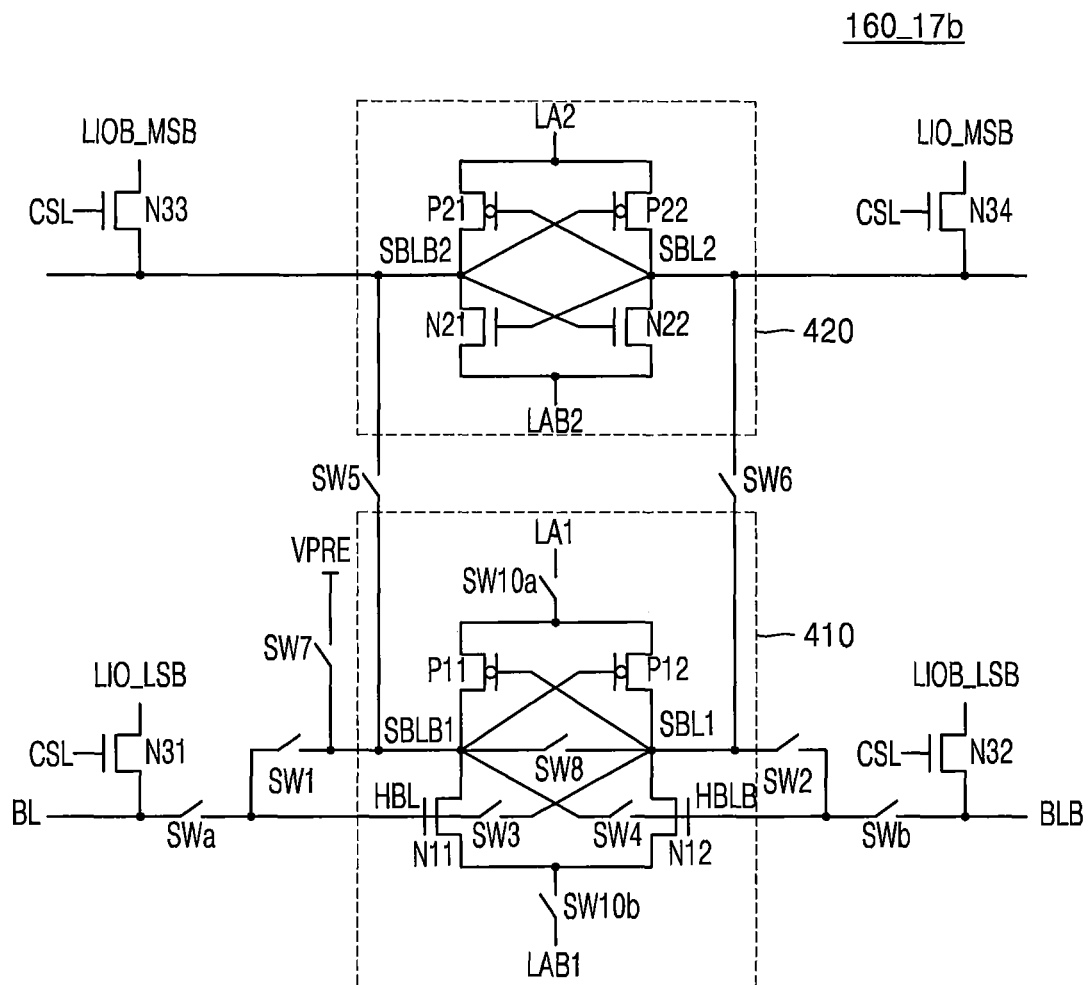 160_17b
LIOB_MSB
LA2
LIO_MSB
CSL
N33
P21
P22
CSL
N34
SBLB2
SBL2
N21
N22
420
LAB2
SW5
SW6
VPRE
LA1
SW10a
410
SW7
P11
P12
LIO_LSB
LIOB_LSB
SBLB1
SBL1
CSL
N31
SW1
SW8
SW2
CSL
N32
HBL
HBLB
BL
SWa
SW3
SW4
SWb
BLB
N11
N12
SW10b
LAB1